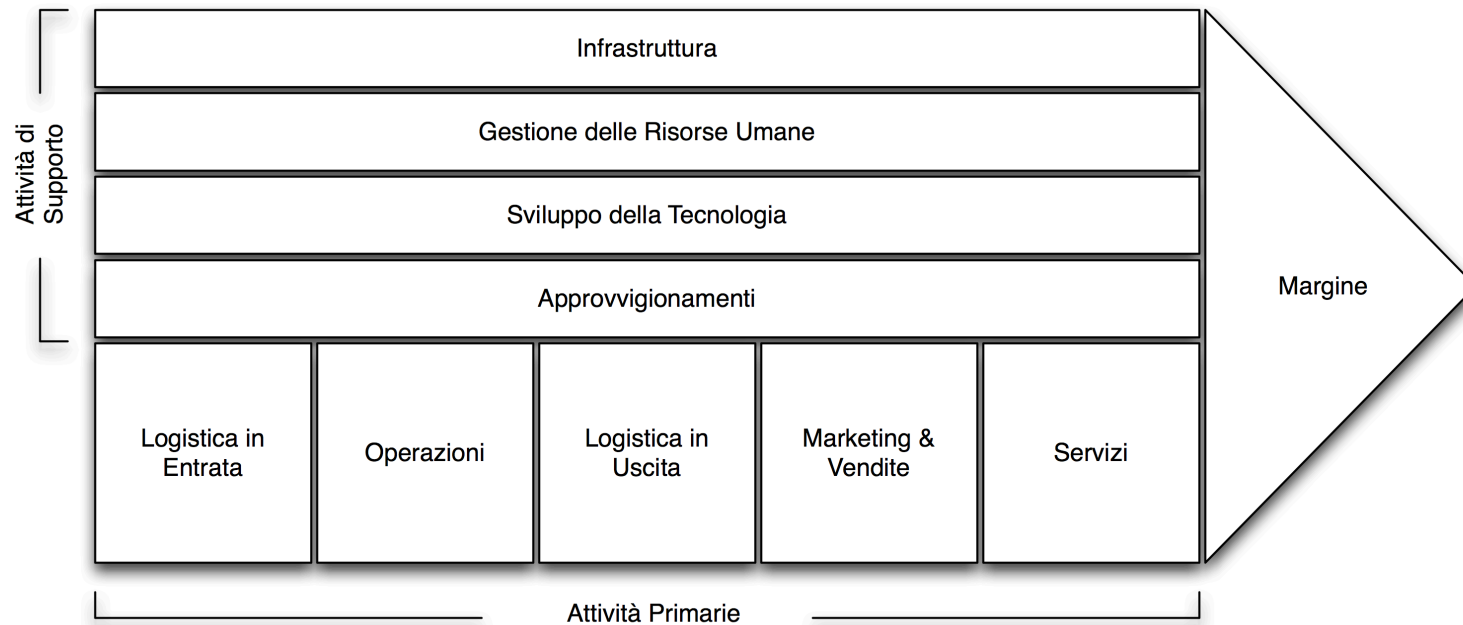 Attività di
Supporto
Infrastruttura
Gestione delle Risorse Umane
Sviluppo della Tecnologia
Approvvigionamenti
Margine
Logistica in
Entrata
Operazioni
Logistica in
Uscita
Marketing &
Vendite
Servizi
Attività Primarie